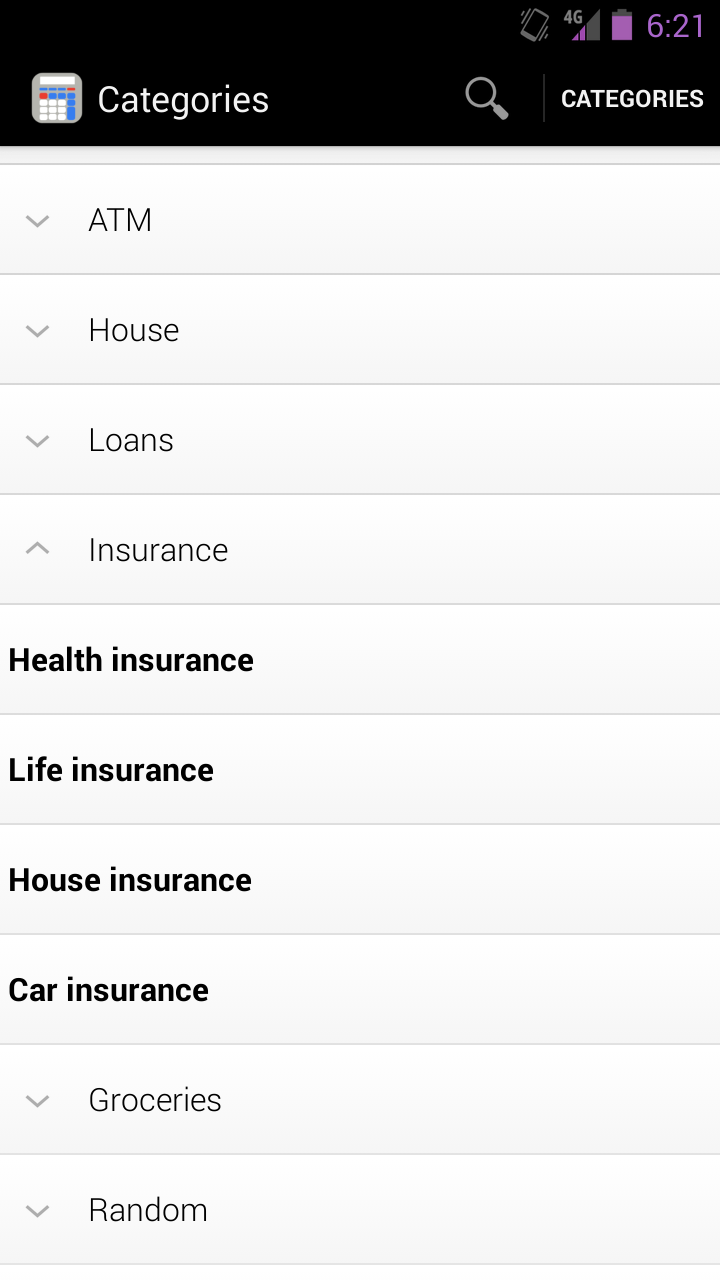 4G 6:21
Categories CATEGORIES
ATM
House
Loans
Insurance
Health insurance
Life insurance
House insurance
Car insurance
Groceries
Random